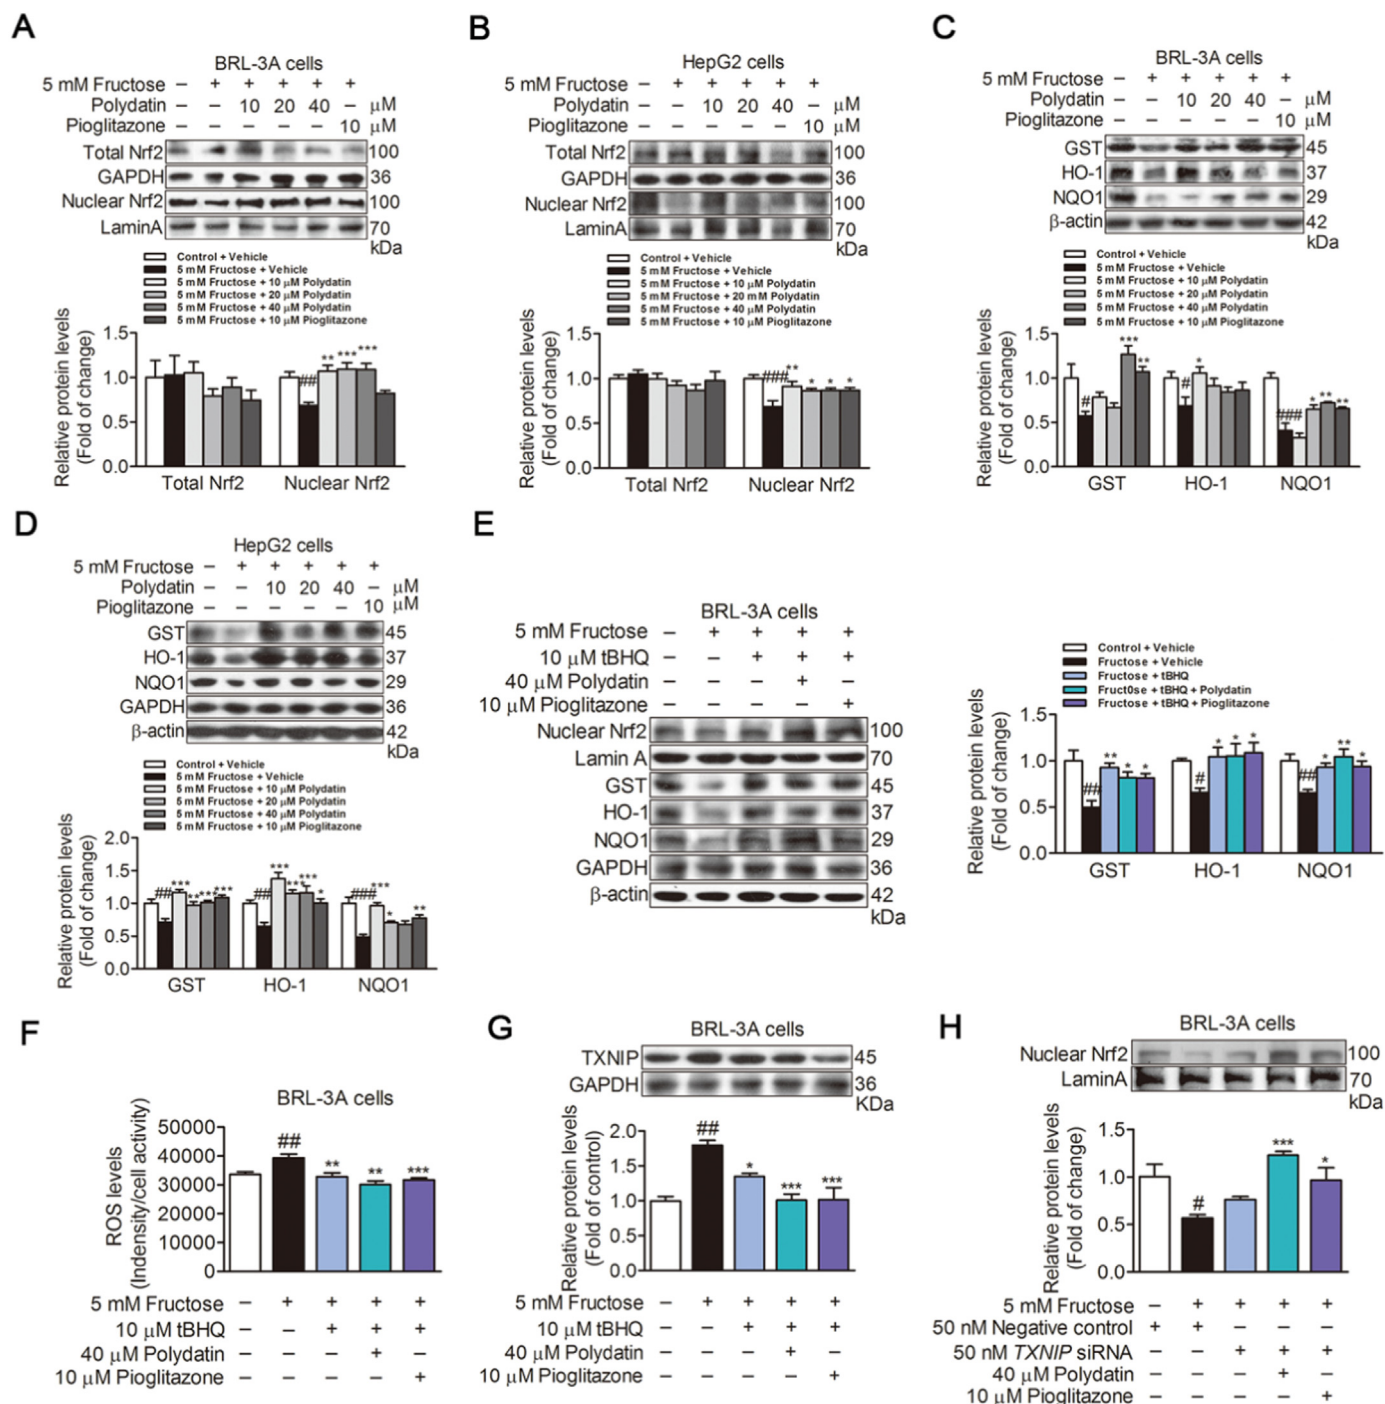 A
BRL-3A cells
5 mM Fructose − + + + + +
Polydatin − − 10 20 40 − μM
Pioglitazone − − − − − 10 μM
Total Nrf2 100
GAPDH 36
Nuclear Nrf2 100
LaminA 70
kDa
Control + Vehicle
5 mM Fructose + Vehicle
5 mM Fructose + 10 μM Polydatin
5 mM Fructose + 20 μM Polydatin
5 mM Fructose + 40 μM Polydatin
5 mM Fructose + 10 μM Pioglitazone
Relative protein levels
(Fold of change)
1.5
1.0
0.5
0.0
## ** *** ***
Total Nrf2 Nuclear Nrf2
B
HepG2 cells
5 mM Fructose − + + + + +
Polydatin − − 10 20 40 − μM
Pioglitazone − − − − − 10 μM
Total Nrf2 100
GAPDH 36
Nuclear Nrf2 100
LaminA 70
kDa
Control + Vehicle
5 mM Fructose + Vehicle
5 mM Fructose + 10 μM Polydatin
5 mM Fructose + 20 mM Polydatin
5 mM Fructose + 40 μM Polydatin
5 mM Fructose + 10 μM Pioglitazone
Relative protein levels
(Fold of change)
1.5
1.0
0.5
0.0
### ** * * *
Total Nrf2 Nuclear Nrf2
C
BRL-3A cells
5 mM Fructose − + + + + +
Polydatin − − 10 20 40 − μM
Pioglitazone − − − − − 10 μM
GST 45
HO-1 37
NQO1 29
β-actin 42
kDa
Control + Vehicle
5 mM Fructose + Vehicle
5 mM Fructose + 10 μM Polydatin
5 mM Fructose + 20 μM Polydatin
5 mM Fructose + 40 μM Polydatin
5 mM Fructose + 10 μM Pioglitazone
Relative protein levels
(Fold of change)
1.5
1.0
0.5
0.0
# *** ** # * ### * ** **
GST HO-1 NQO1
D
HepG2 cells
5 mM Fructose − + + + + +
Polydatin − − 10 20 40 − μM
Pioglitazone − − − − − 10 μM
GST 45
HO-1 37
NQO1 29
GAPDH 36
β-actin 42
kDa
Control + Vehicle
5 mM Fructose + Vehicle
5 mM Fructose + 10 μM Polydatin
5 mM Fructose + 20 μM Polydatin
5 mM Fructose + 40 μM Polydatin
5 mM Fructose + 10 μM Pioglitazone
Relative protein levels
(Fold of change)
2.0
1.5
1.0
0.5
0.0
## *** ** *** *** ## *** *** *** * ### *** * **
GST HO-1 NQO1
E
BRL-3A cells
5 mM Fructose − + + + +
10 μM tBHQ − − + + +
40 μM Polydatin − − − + −
10 μM Pioglitazone − − − − +
Nuclear Nrf2 100
Lamin A 70
GST 45
HO-1 37
NQO1 29
GAPDH 36
β-actin 42
kDa
Control + Vehicle
Fructose + Vehicle
Fructose + tBHQ
Fruct0se + tBHQ + Polydatin
Fructose + tBHQ + Pioglitazone
Relative protein levels
(Fold of change)
1.5
1.0
0.5
0.0
## ** * * # * * * ## * ** *
GST HO-1 NQO1
F
BRL-3A cells
ROS levels
(Indensity/cell activity)
50000
40000
30000
20000
10000
0
## ** ** ***
5 mM Fructose − + + + +
10 μM tBHQ − − + + +
40 μM Polydatin − − − + −
10 μM Pioglitazone − − − − +
G
BRL-3A cells
TXNIP 45
GAPDH 36
KDa
Relative protein levels
(Fold of control)
2.0
1.5
1.0
0.5
0.0
## * *** ***
5 mM Fructose − + + + +
10 μM tBHQ − − + + +
40 μM Polydatin − − − + −
10 μM Pioglitazone − − − − +
H
BRL-3A cells
Nuclear Nrf2 100
LaminA 70
kDa
Relative protein levels
(Fold of change)
1.5
1.0
0.5
0.0
# *** *
5 mM Fructose − + + + +
50 nM Negative control + + − − −
50 nM TXNIP siRNA − − + + +
40 μM Polydatin − − − + −
10 μM Pioglitazone − − − − +